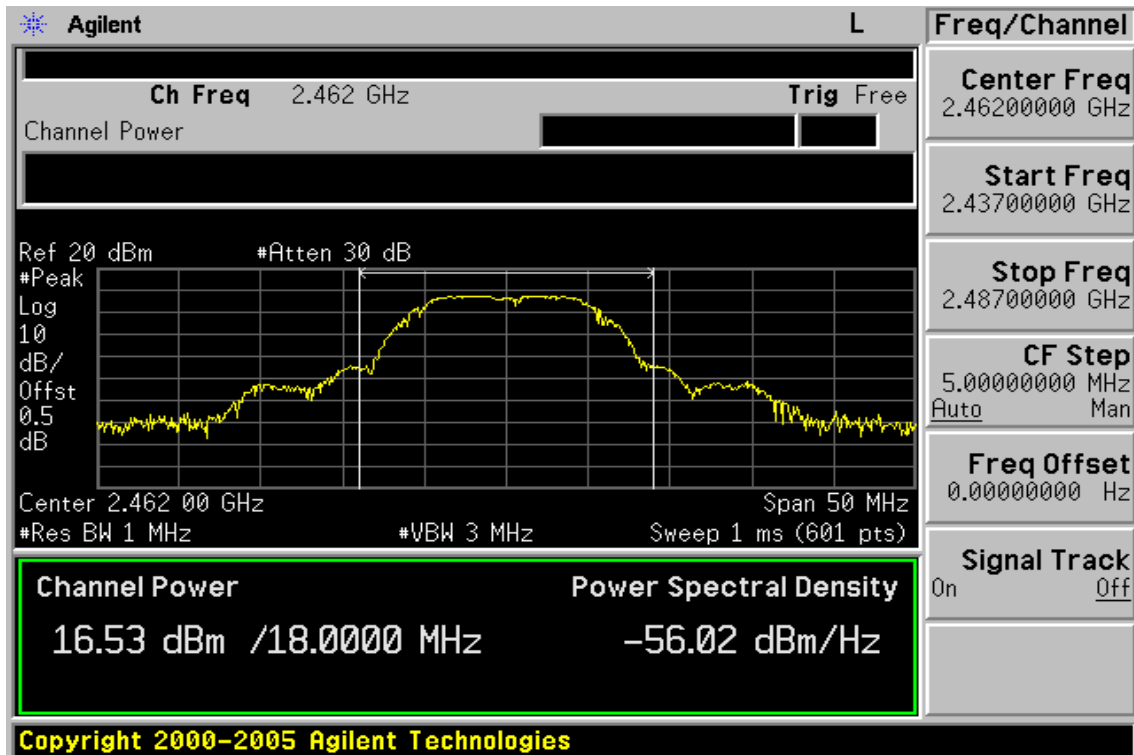 Agilent L
Ch Freq 2.462 GHz Trig Free
Channel Power
Ref 20 dBm #Atten 30 dB
#Peak
Log
10
dB/
Offst
0.5
dB
Center 2.462 00 GHz Span 50 MHz
#Res BW 1 MHz #VBW 3 MHz Sweep 1 ms (601 pts)
Channel Power Power Spectral Density
16.53 dBm /18.0000 MHz -56.02 dBm/Hz
Copyright 2000-2005 Agilent Technologies
Freq/Channel
Center Freq
2.46200000 GHz
Start Freq
2.43700000 GHz
Stop Freq
2.48700000 GHz
CF Step
5.00000000 MHz
Auto Man
Freq Offset
0.00000000 Hz
Signal Track
On Off